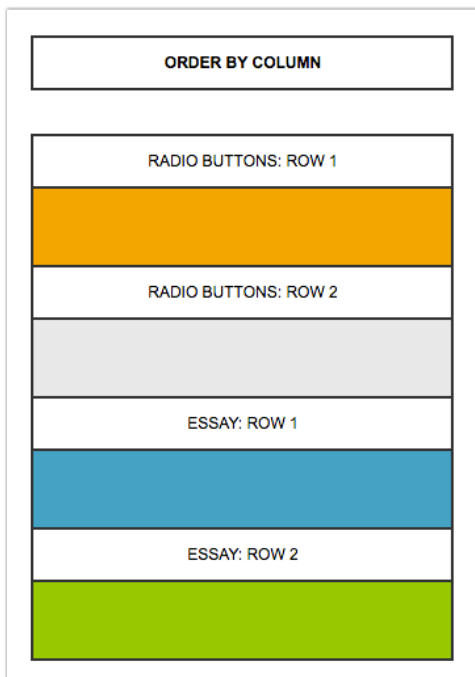 ORDER BY COLUMN
RADIO BUTTONS: ROW 1
RADIO BUTTONS: ROW 2
ESSAY: ROW 1
ESSAY: ROW 2